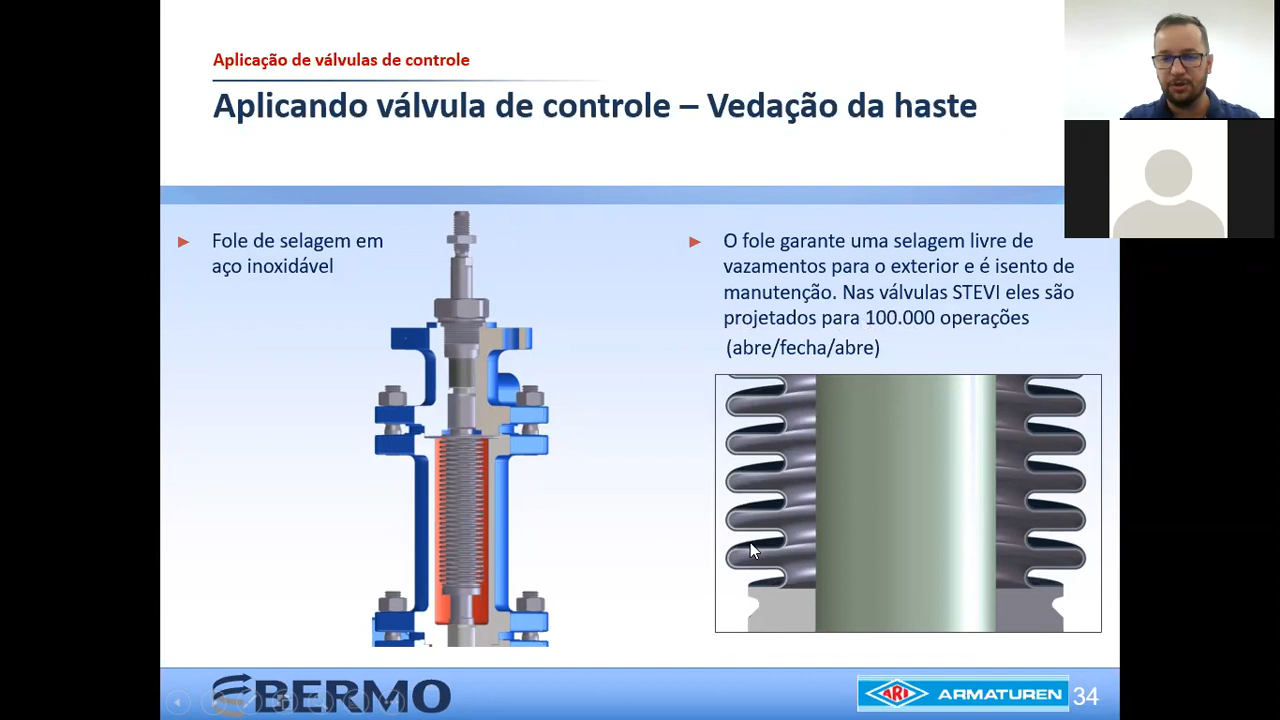 Aplicação de válvulas de controle
Aplicando válvula de controle – Vedação da haste
Fole de selagem em
aço inoxidável
O fole garante uma selagem livre de
vazamentos para o exterior e é isento de
manutenção. Nas válvulas STEVI eles são
projetados para 100.000 operações
(abre/fecha/abre)
BERMO
ARI ARMATUREN
34